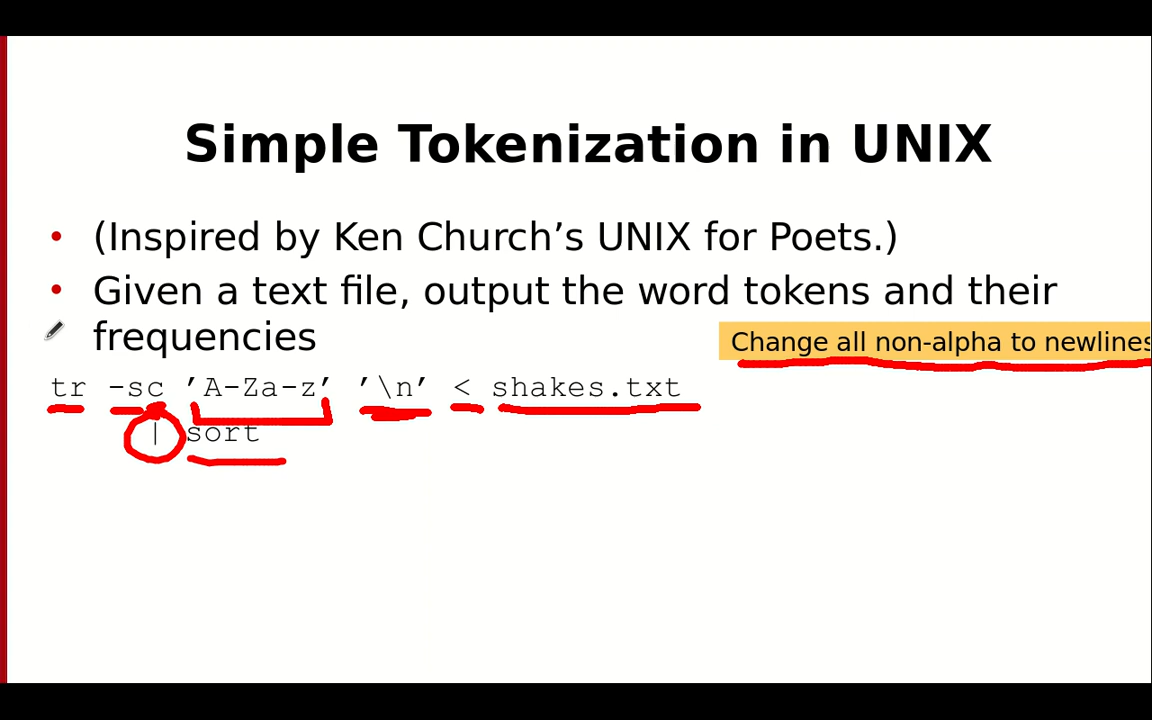 Simple Tokenization in UNIX
• (Inspired by Ken Church’s UNIX for Poets.)
• Given a text file, output the word tokens and their
frequencies
Change all non-alpha to newlines
tr -sc ’A-Za-z’ ’\n’ < shakes.txt
| sort